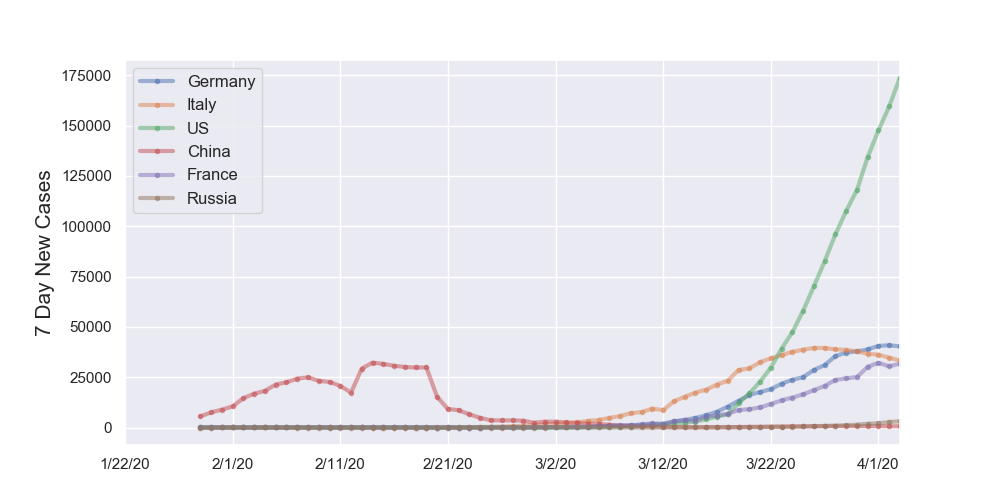 175000
150000
125000
100000
75000
50000
25000
0
7 Day New Cases
Germany
Italy
US
China
France
Russia
1/22/20 2/1/20 2/11/20 2/21/20 3/2/20 3/12/20 3/22/20 4/1/20